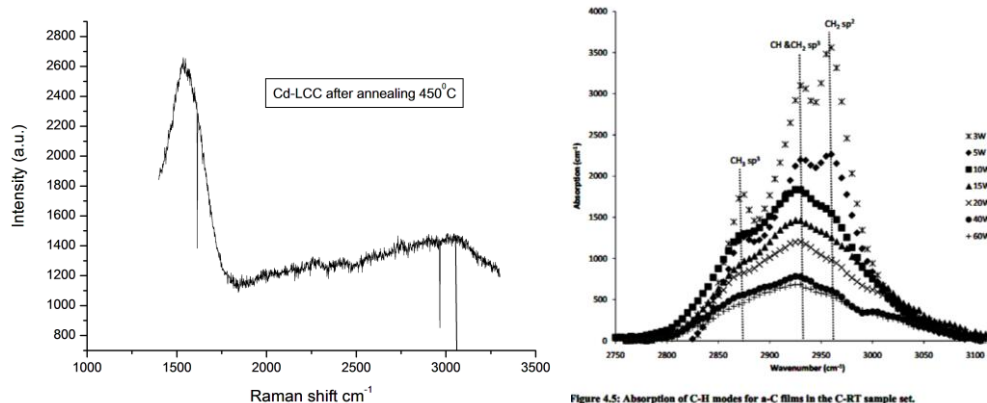 2800
2600
2400
2200
2000
1800
1600
1400
1200
1000
800
Intensity (a.u.)
Cd-LCC after annealing 450⁰C
1000 1500 2000 2500 3000 3500
Raman shift cm⁻¹
4000
3500
3000
2500
2000
1500
1000
500
0
Absorption (cm⁻¹)
CH₂ sp²
CH &CH₂ sp³
CH₃ sp³
3W
5W
10W
15W
20W
40W
60W
2750 2800 2850 2900 2950 3000 3050 3100
Wavenumber (cm⁻¹)
Figure 4.5: Absorption of C-H modes for a-C films in the C-RT sample set.